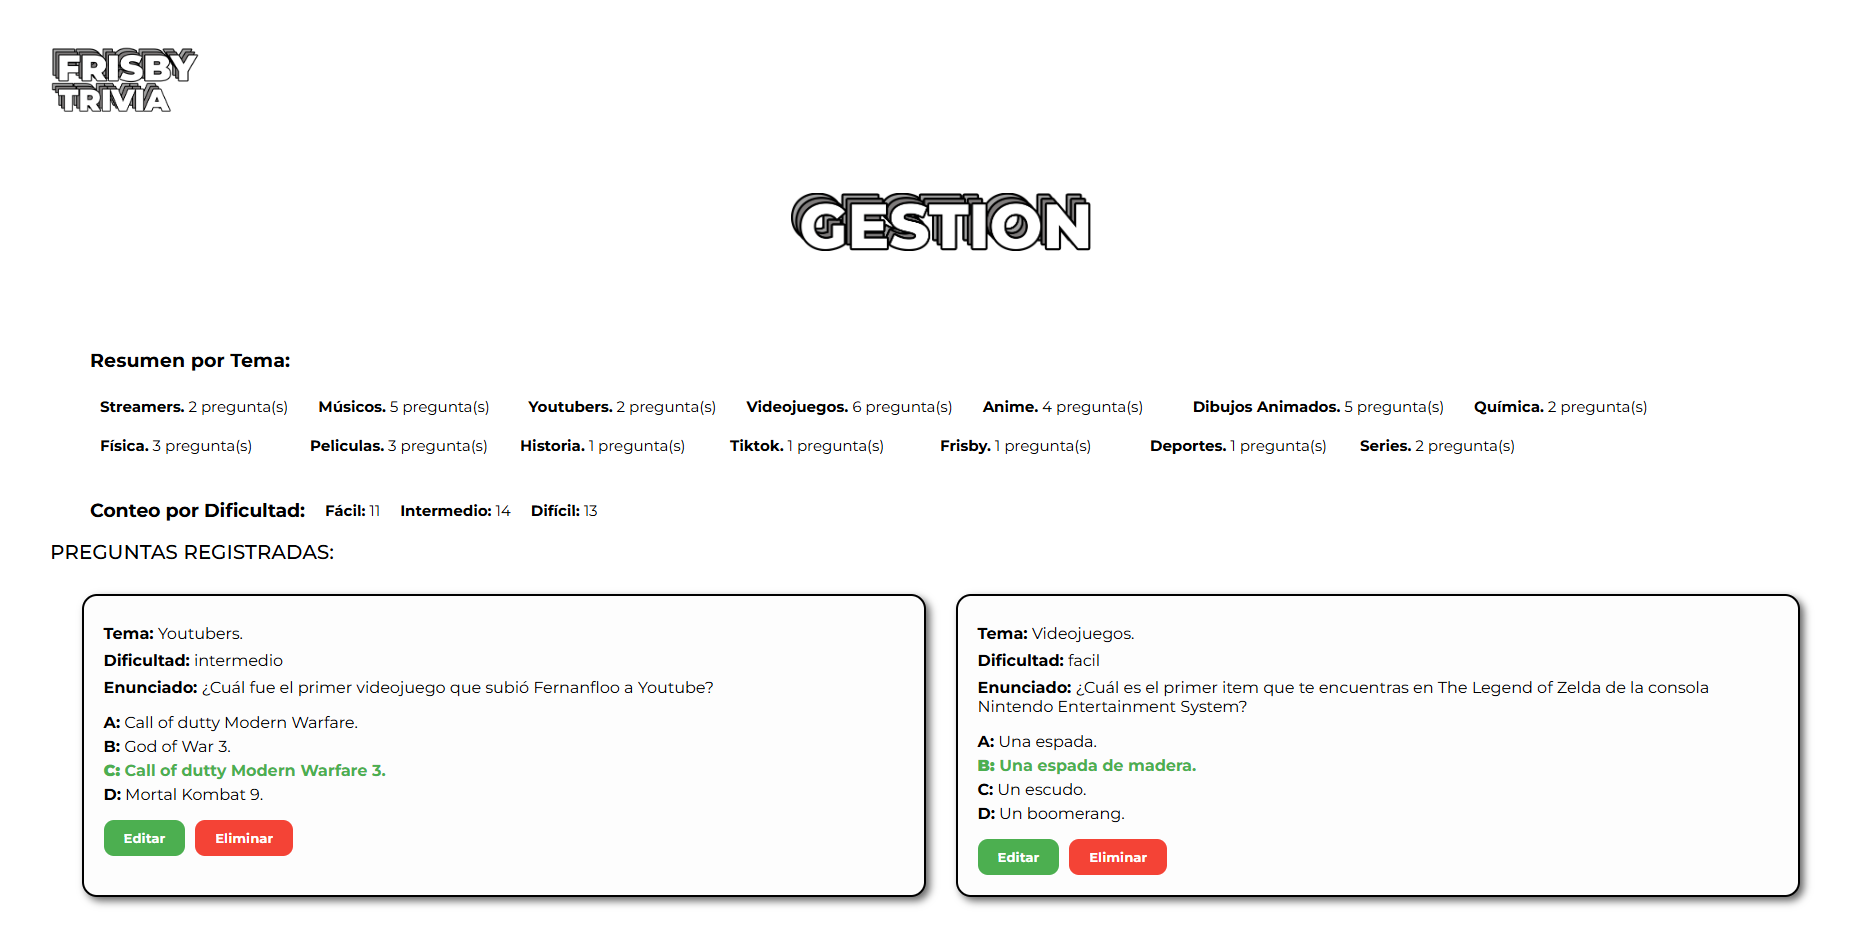 FRISBY
TRIVIA
GESTION
Resumen por Tema:
Streamers. 2 pregunta(s) Músicos. 5 pregunta(s) Youtubers. 2 pregunta(s) Videojuegos. 6 pregunta(s) Anime. 4 pregunta(s) Dibujos Animados. 5 pregunta(s) Química. 2 pregunta(s)
Física. 3 pregunta(s) Peliculas. 3 pregunta(s) Historia. 1 pregunta(s) Tiktok. 1 pregunta(s) Frisby. 1 pregunta(s) Deportes. 1 pregunta(s) Series. 2 pregunta(s)
Conteo por Dificultad: Fácil: 11 Intermedio: 14 Difícil: 13
PREGUNTAS REGISTRADAS:
Tema: Youtubers.
Dificultad: intermedio
Enunciado: ¿Cuál fue el primer videojuego que subió Fernanfloo a Youtube?
A: Call of dutty Modern Warfare.
B: God of War 3.
C: Call of dutty Modern Warfare 3.
D: Mortal Kombat 9.
Editar Eliminar
Tema: Videojuegos.
Dificultad: facil
Enunciado: ¿Cuál es el primer item que te encuentras en The Legend of Zelda de la consola
Nintendo Entertainment System?
A: Una espada.
B: Una espada de madera.
C: Un escudo.
D: Un boomerang.
Editar Eliminar